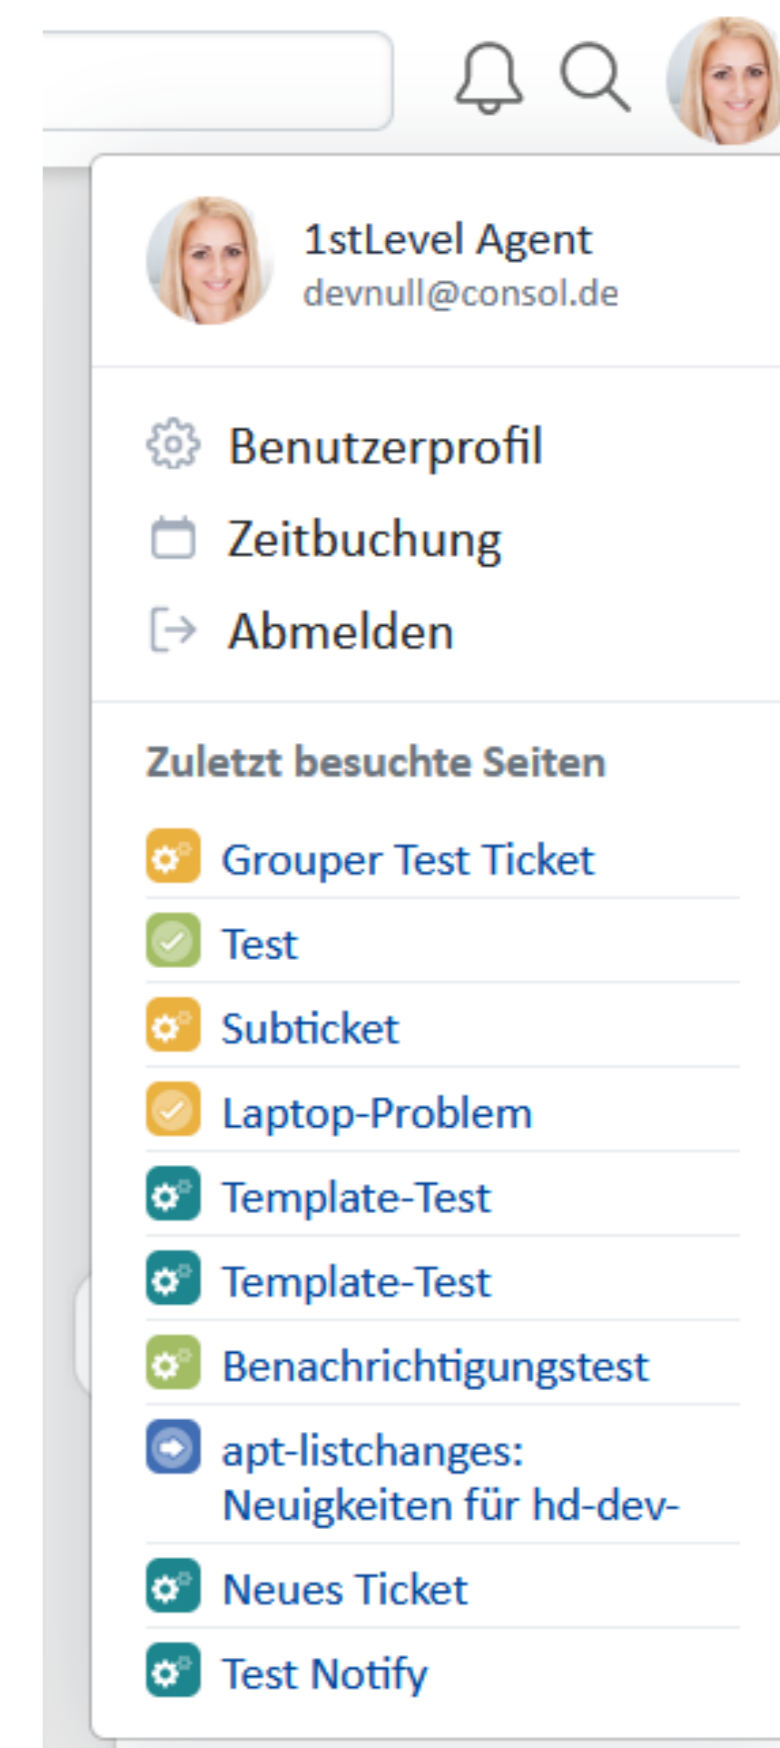 1stLevel Agent
devnull@consol.de
Benutzerprofil
Zeitbuchung
Abmelden
Zuletzt besuchte Seiten
Grouper Test Ticket
Test
Subticket
Laptop-Problem
Template-Test
Template-Test
Benachrichtigungstest
apt-listchanges:
Neuigkeiten für hd-dev-
Neues Ticket
Test Notify